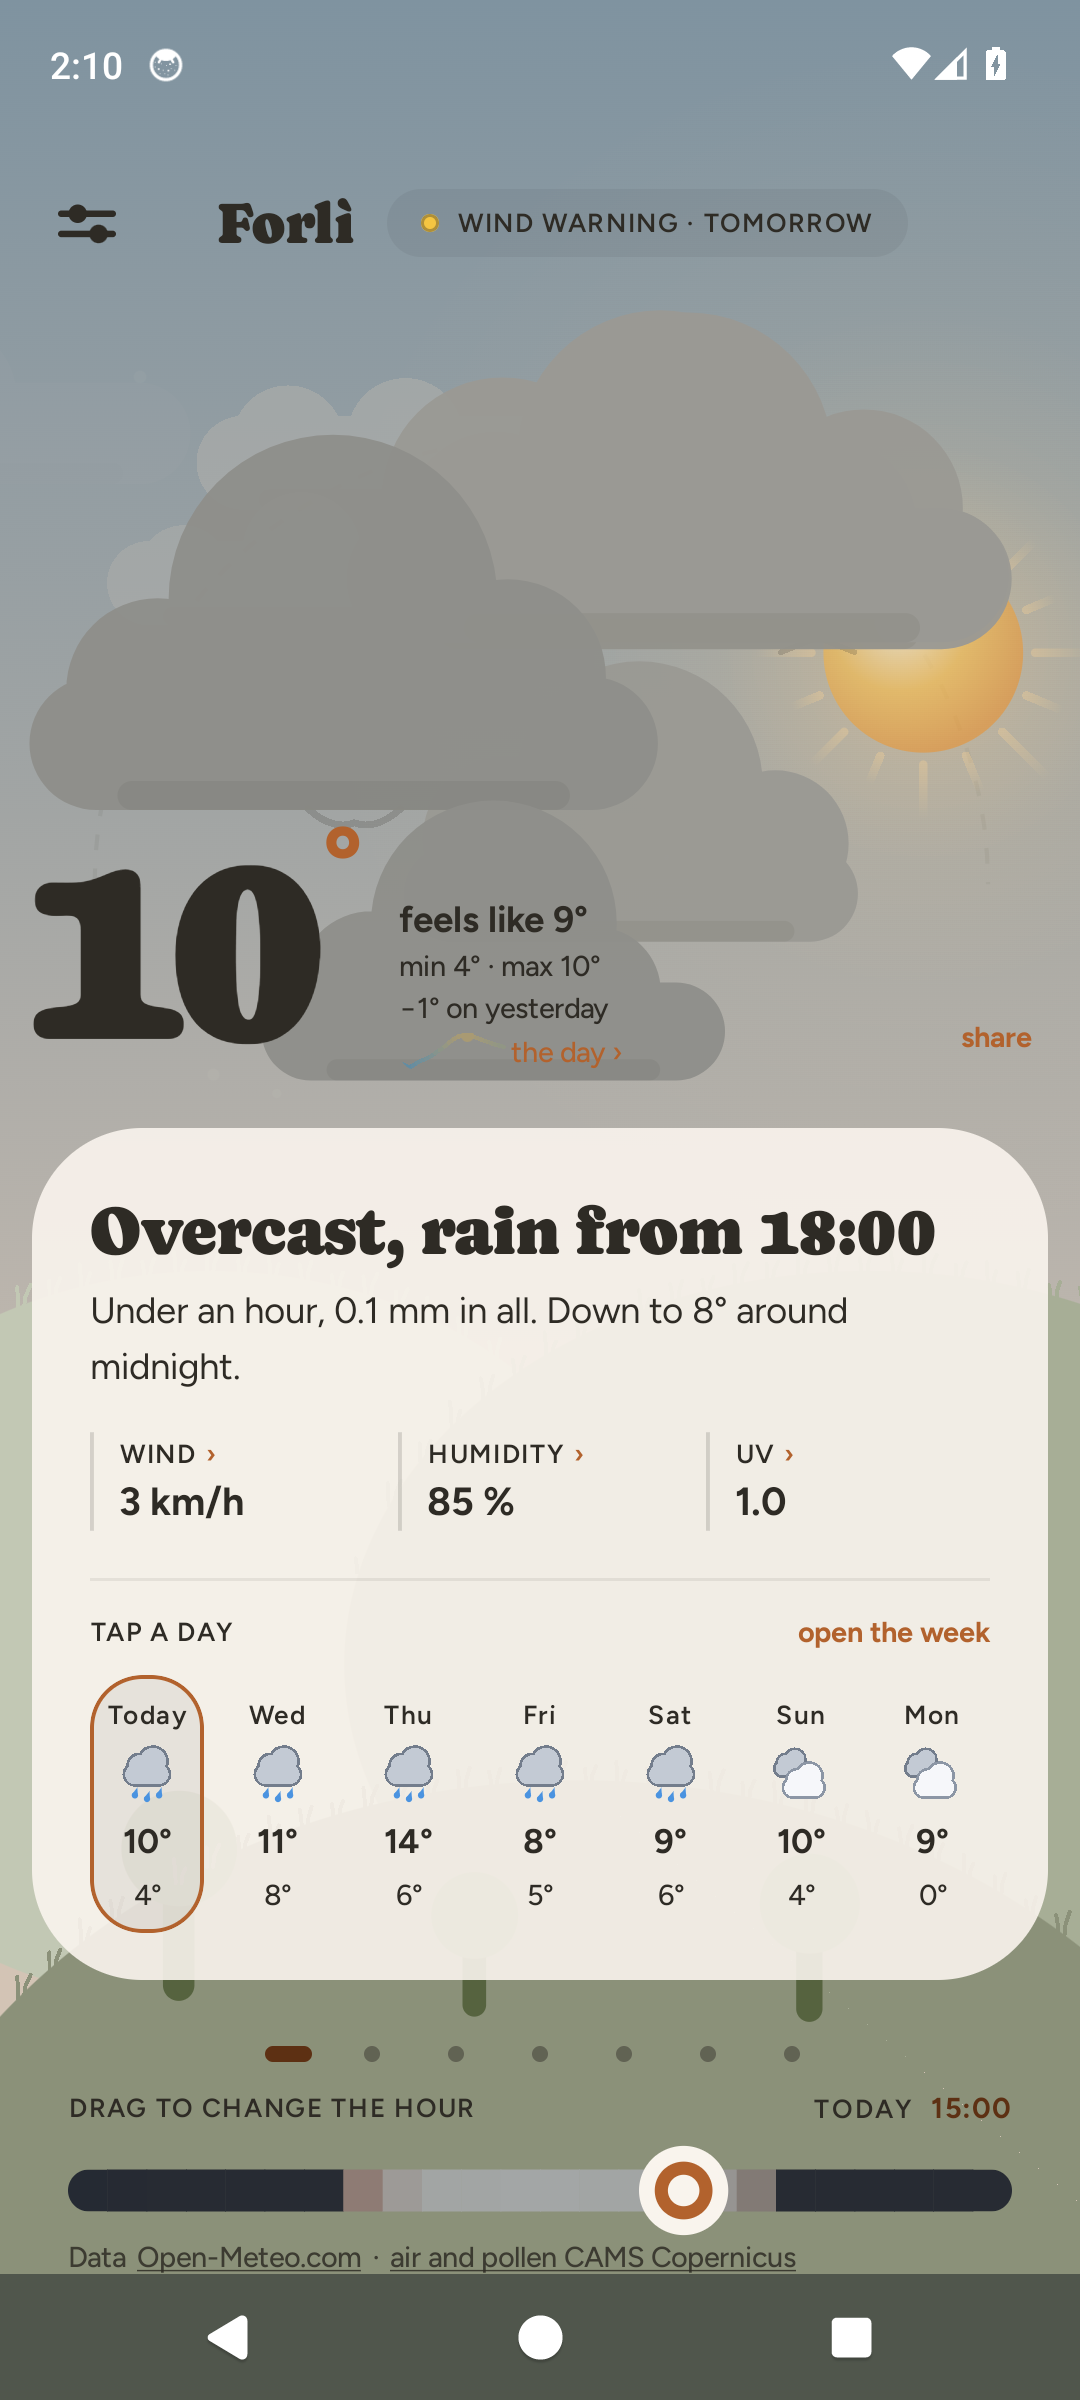 2:10
Forlì
WIND WARNING · TOMORROW
10°
feels like 9°
min 4° · max 10°
−1° on yesterday
the day ›
share
Overcast, rain from 18:00
Under an hour, 0.1 mm in all. Down to 8° around
midnight.
WIND › HUMIDITY › UV ›
3 km/h 85 % 1.0
TAP A DAY open the week
Today Wed Thu Fri Sat Sun Mon
10° 11° 14° 8° 9° 10° 9°
4° 8° 6° 5° 6° 4° 0°
DRAG TO CHANGE THE HOUR TODAY 15:00
Data Open-Meteo.com · air and pollen CAMS Copernicus